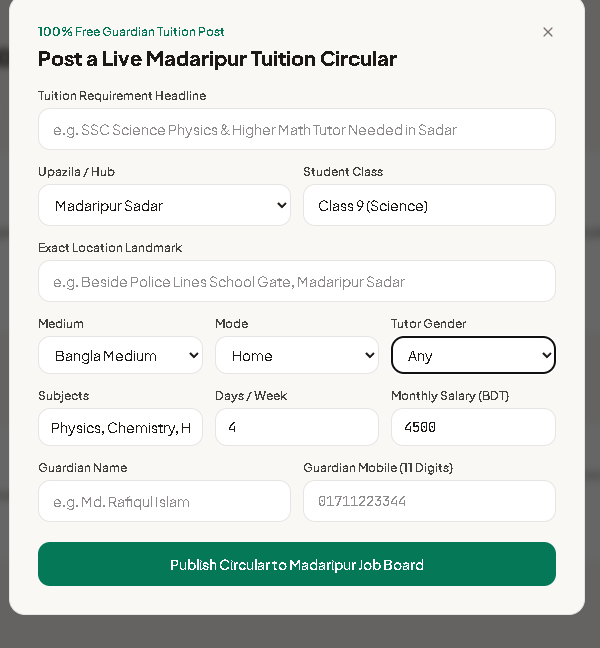 100% Free Guardian Tuition Post
Post a Live Madaripur Tuition Circular
Tuition Requirement Headline
e.g. SSC Science Physics & Higher Math Tutor Needed in Sadar
Upazila / Hub
Student Class
Madaripur Sadar
Class 9 (Science)
Exact Location Landmark
e.g. Beside Police Lines School Gate, Madaripur Sadar
Medium
Mode
Tutor Gender
Bangla Medium
Home
Any
Subjects
Days / Week
Monthly Salary (BDT)
Physics, Chemistry, H
4
4500
Guardian Name
Guardian Mobile (11 Digits)
e.g. Md. Rafiqul Islam
01711223344
Publish Circular to Madaripur Job Board